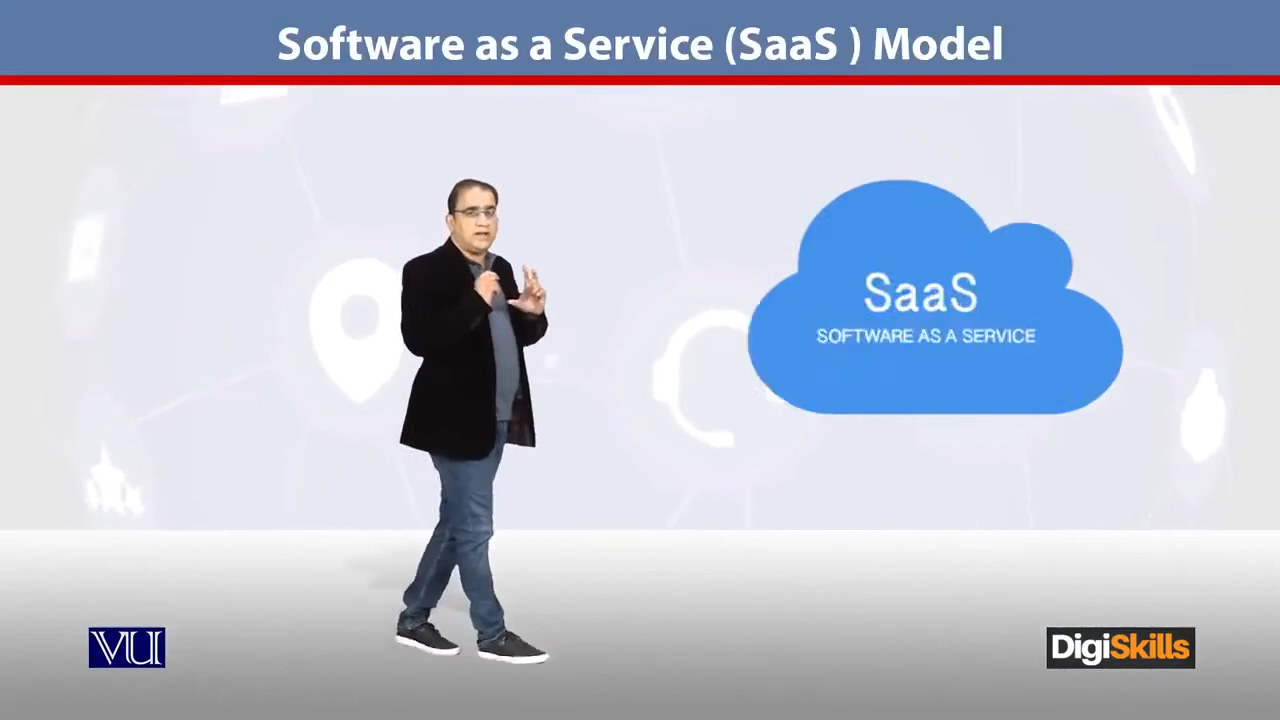 Software as a Service (SaaS ) Model
SaaS
SOFTWARE AS A SERVICE
VU
DigiSkills